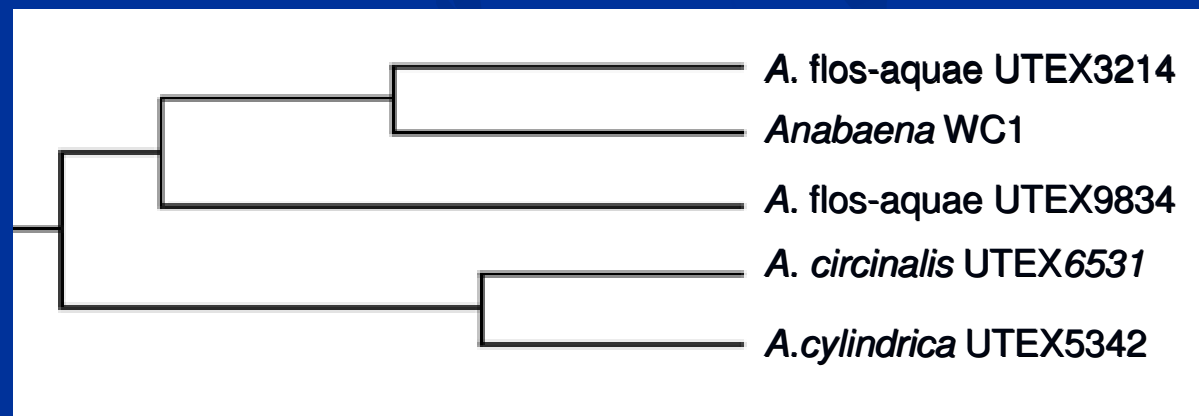 A. flos-aquae UTEX3214
Anabaena WC1
A. flos-aquae UTEX9834
A. circinalis UTEX6531
A.cylindrica UTEX5342